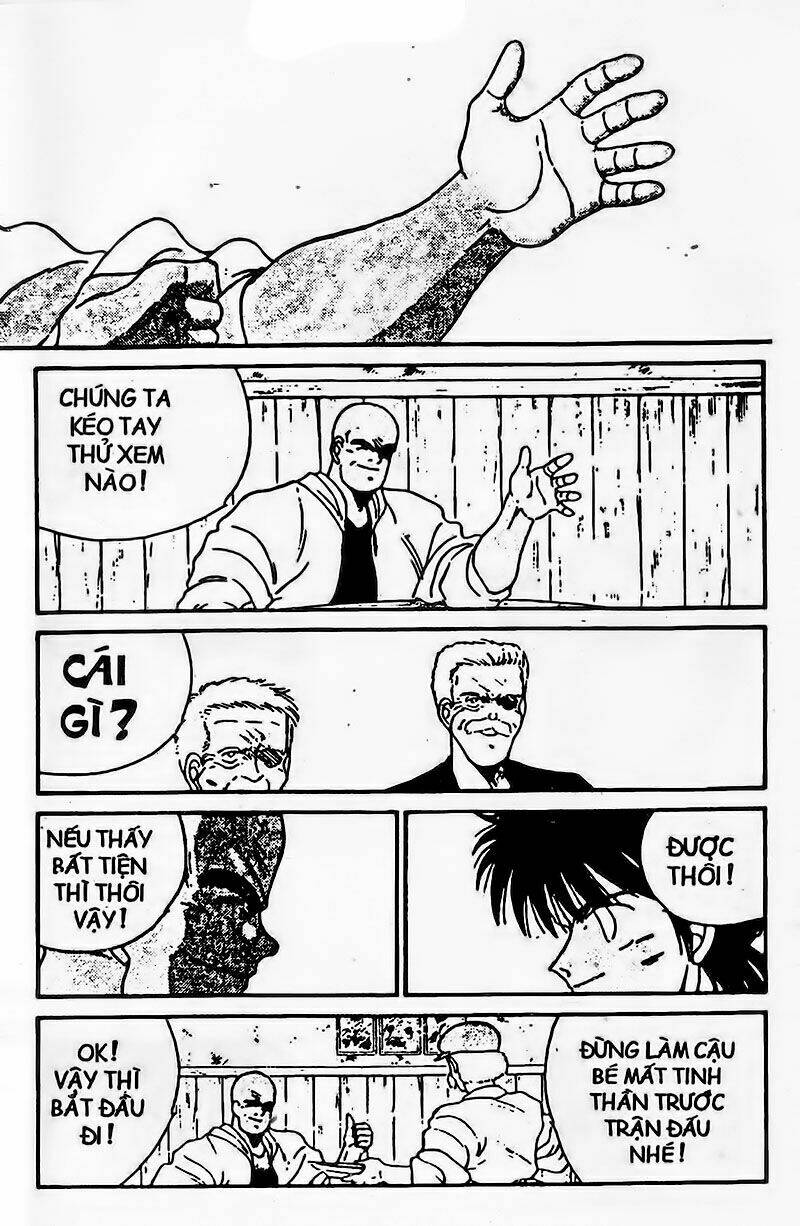 CHÚNG TA
KÉO TAY
THỬ XEM
NÀO!
CÁI
GÌ?
NẾU THẤY
BẤT TIỆN
THÌ THÔI
VẬY!
ĐƯỢC
THÔI!
OK!
VẬY THÌ
BẮT ĐẦU
ĐI!
ĐỪNG LÀM CẬU
BÉ MẤT TINH
THẦN TRƯỚC
TRẬN ĐẤU
NHÉ!